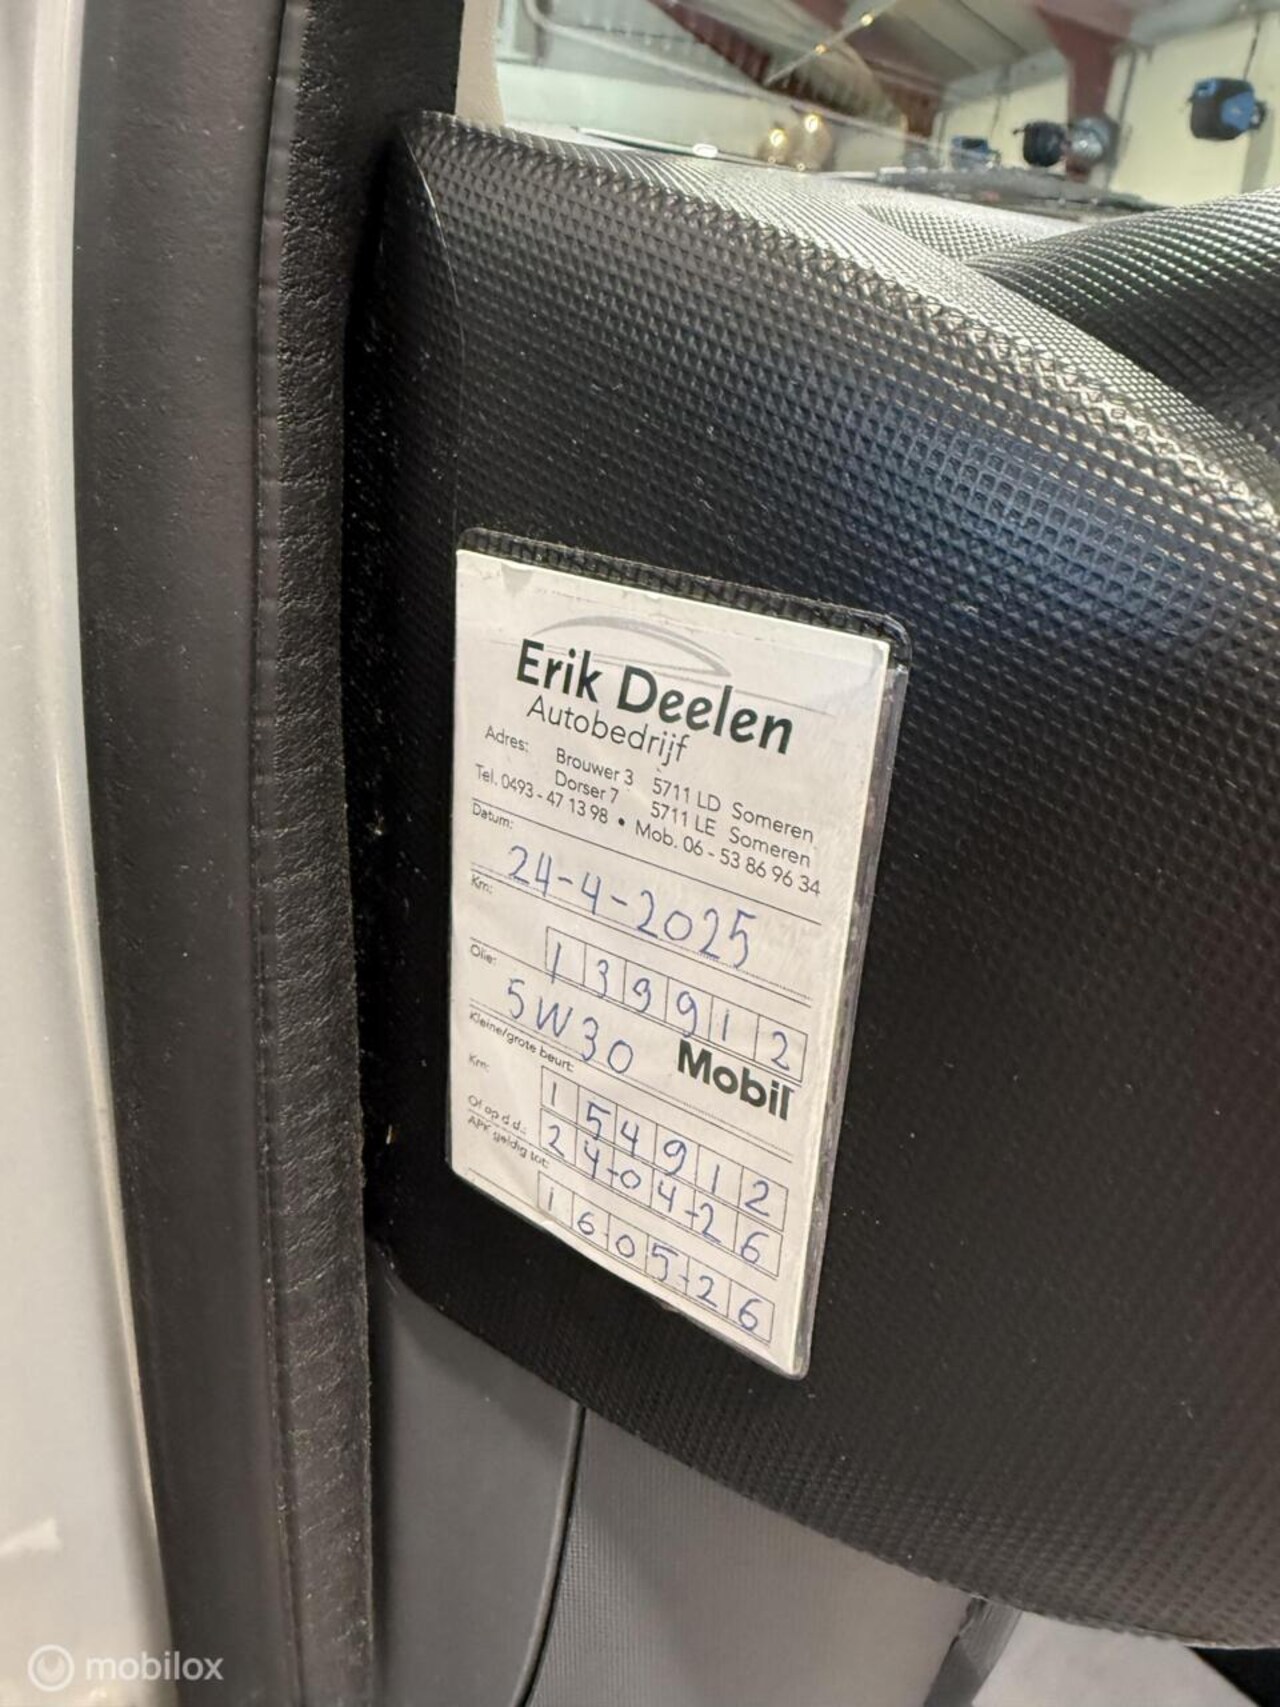 Erik Deelen
Autobedrijf
Adres: Brouwer 3 5711 LD Someren
Dorser 7 5711 LE Someren
Tel. 0493 - 47 13 98 • Mob. 06 - 53 86 96 34
Datum:
24-4-2025
Km:
139912
Olie:
5W30 Mobil
Kleine/grote beurt:
Km: 154912
Of op d.d.: 24-04-26
APK geldig tot:
1605-26
mobilox